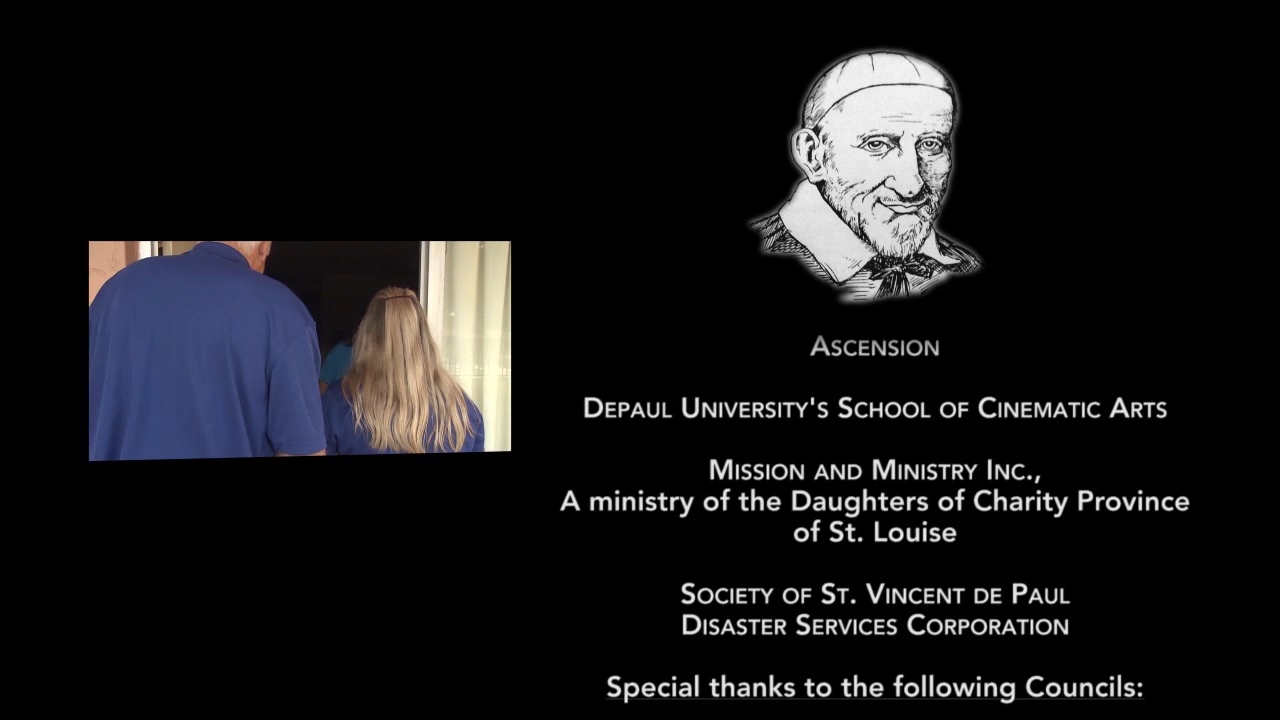 Ascension
DePaul University's School of Cinematic Arts
Mission and Ministry Inc.,
A ministry of the Daughters of Charity Province
of St. Louise
Society of St. Vincent de Paul
Disaster Services Corporation
Special thanks to the following Councils: